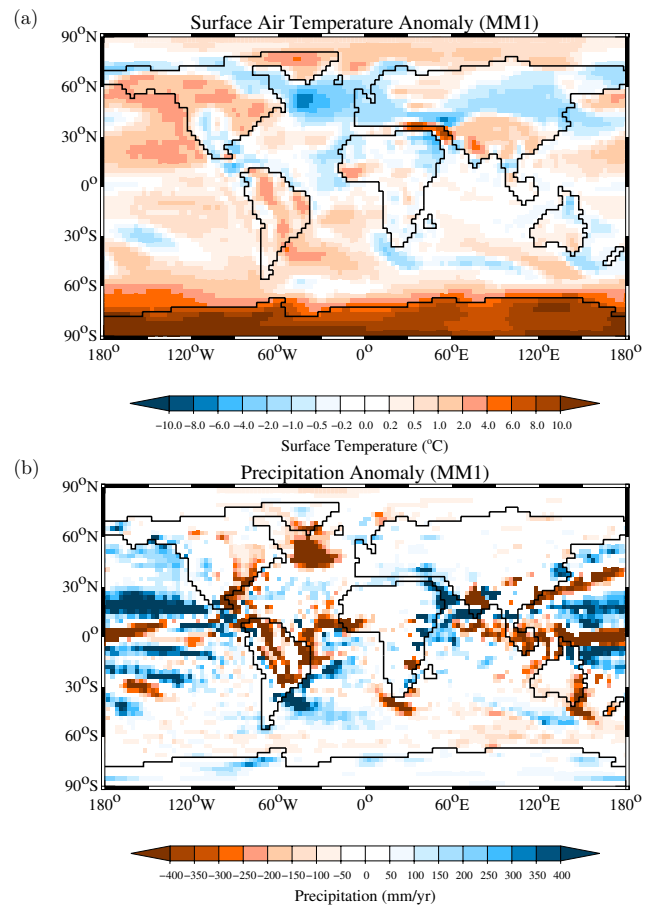 (a)
Surface Air Temperature Anomaly (MM1)
90°N
60°N
30°N
0°
30°S
60°S
90°S
180° 120°W 60°W 0° 60°E 120°E 180°
−10.0 −8.0 −6.0 −4.0 −2.0 −1.0 −0.5 −0.2 0.0 0.2 0.5 1.0 2.0 4.0 6.0 8.0 10.0
Surface Temperature (°C)
(b)
Precipitation Anomaly (MM1)
90°N
60°N
30°N
0°
30°S
60°S
90°S
180° 120°W 60°W 0° 60°E 120°E 180°
−400 −350 −300 −250 −200 −150 −100 −50 0 50 100 150 200 250 300 350 400
Precipitation (mm/yr)